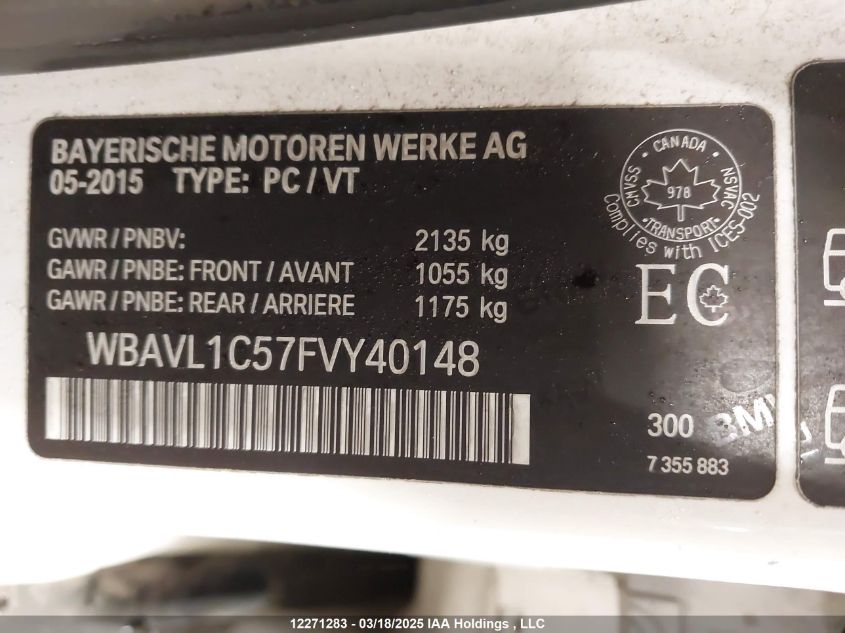 BAYERISCHE MOTOREN WERKE AG
05-2015 TYPE: PC / VT
GVWR / PNBV: 2135 kg
GAWR / PNBE: FRONT / AVANT 1055 kg
GAWR / PNBE: REAR / ARRIERE 1175 kg
WBAVL1C57FVY40148
CANADA
CMVSS
NSVAC
978
TRANSPORT
Complies with ICES-002
EC
300 BMW
7 355 883
12271283 - 03/18/2025 IAA Holdings , LLC